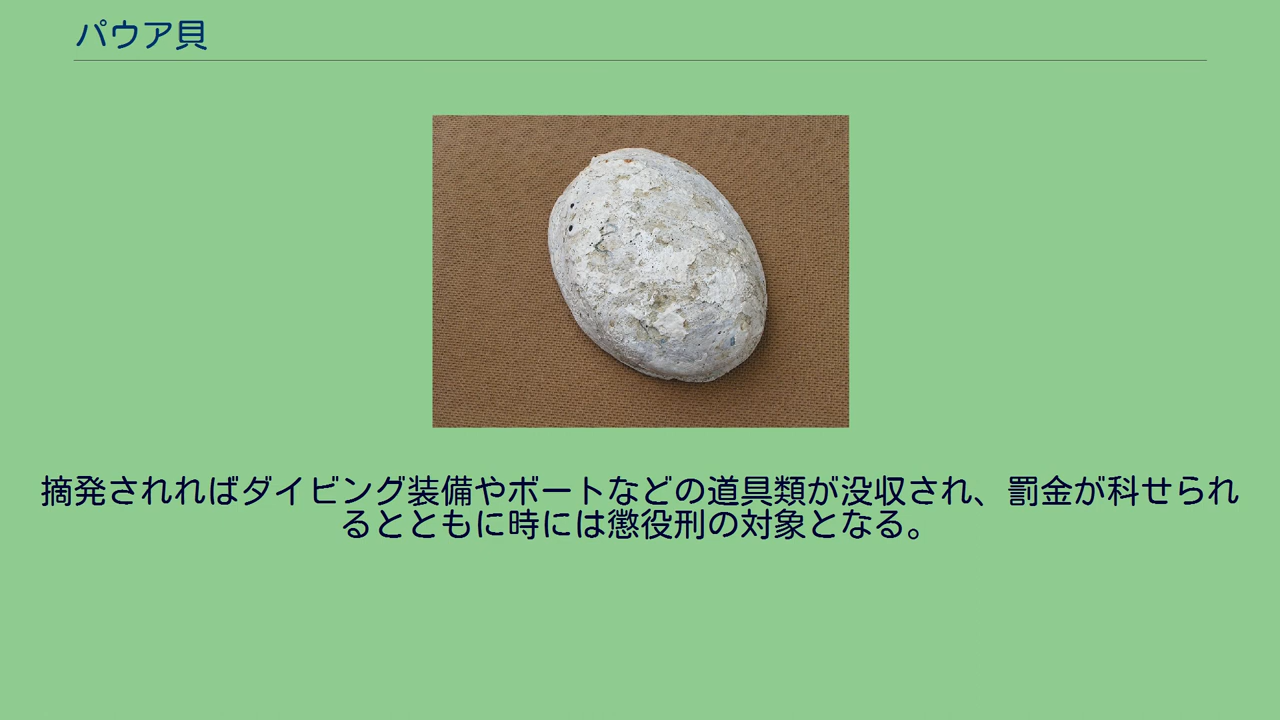 パウア貝
摘発されればダイビング装備やボートなどの道具類が没収され、罰金が科せられ
るとともに時には懲役刑の対象となる。